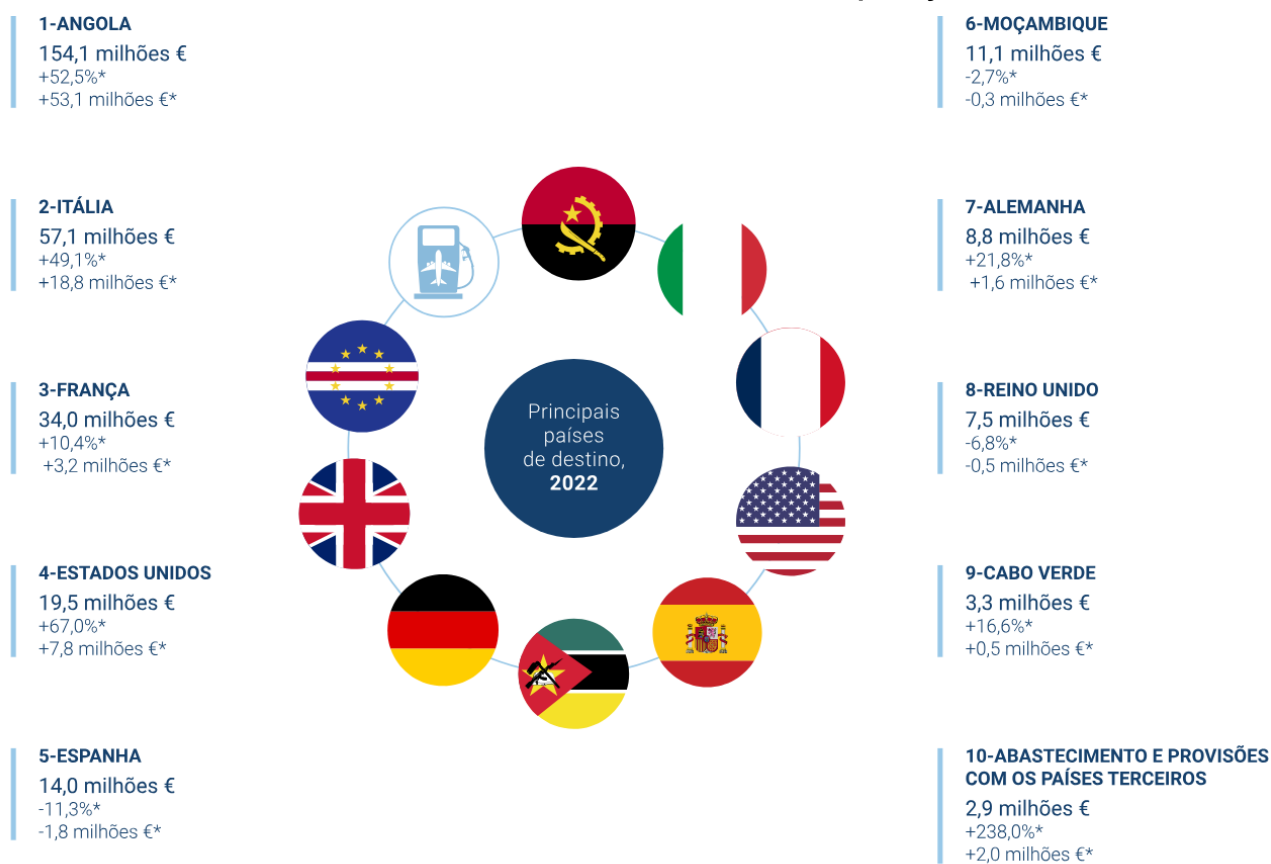 1-ANGOLA
154,1 milhões €
+52,5%*
+53,1 milhões €*
2-ITÁLIA
57,1 milhões €
+49,1%*
+18,8 milhões €*
3-FRANÇA
34,0 milhões €
+10,4%*
+3,2 milhões €*
4-ESTADOS UNIDOS
19,5 milhões €
+67,0%*
+7,8 milhões €*
5-ESPANHA
14,0 milhões €
-11,3%*
-1,8 milhões €*
Principais
países
de destino,
2022
6-MOÇAMBIQUE
11,1 milhões €
-2,7%*
-0,3 milhões €*
7-ALEMANHA
8,8 milhões €
+21,8%*
+1,6 milhões €*
8-REINO UNIDO
7,5 milhões €
-6,8%*
-0,5 milhões €*
9-CABO VERDE
3,3 milhões €
+16,6%*
+0,5 milhões €*
10-ABASTECIMENTO E PROVISÕES
COM OS PAÍSES TERCEIROS
2,9 milhões €
+238,0%*
+2,0 milhões €*